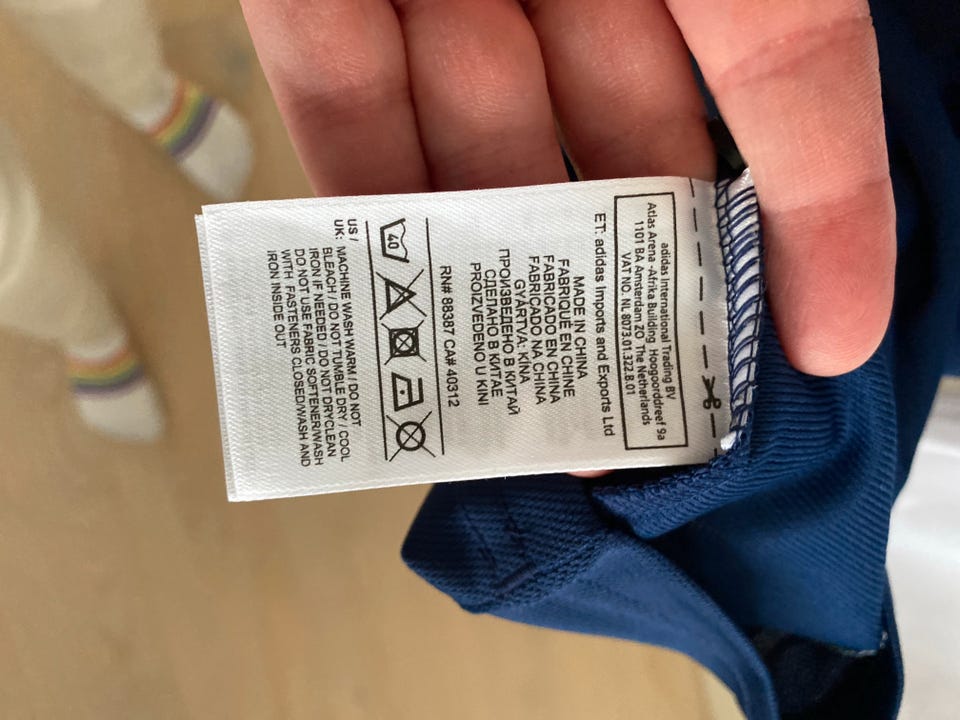 adidas International Trading BV
Atlas Arena -Afrika Building Hoogoorddreef 9a
1101 BA Amsterdam ZO The Netherlands
VAT NO. NL 8073.01.322.B.01
ET: adidas Imports and Exports Ltd
MADE IN CHINA
FABRIQUÉ EN CHINE
FABRICADO EN CHINA
FABRICADO NA CHINA
GYÁRTVA: KÍNA
ПРОИЗВЕДЕНО В КИТАЙ
СДЕЛАНО В КИТАЕ
PROIZVEDENO U KINI
RN# 88387 CA# 40312
40
US /
UK: MACHINE WASH WARM / DO NOT
BLEACH / DO NOT TUMBLE DRY / COOL
IRON IF NEEDED / DO NOT DRYCLEAN
DO NOT USE FABRIC SOFTENER/WASH
WITH FASTENERS CLOSED/WASH AND
IRON INSIDE OUT